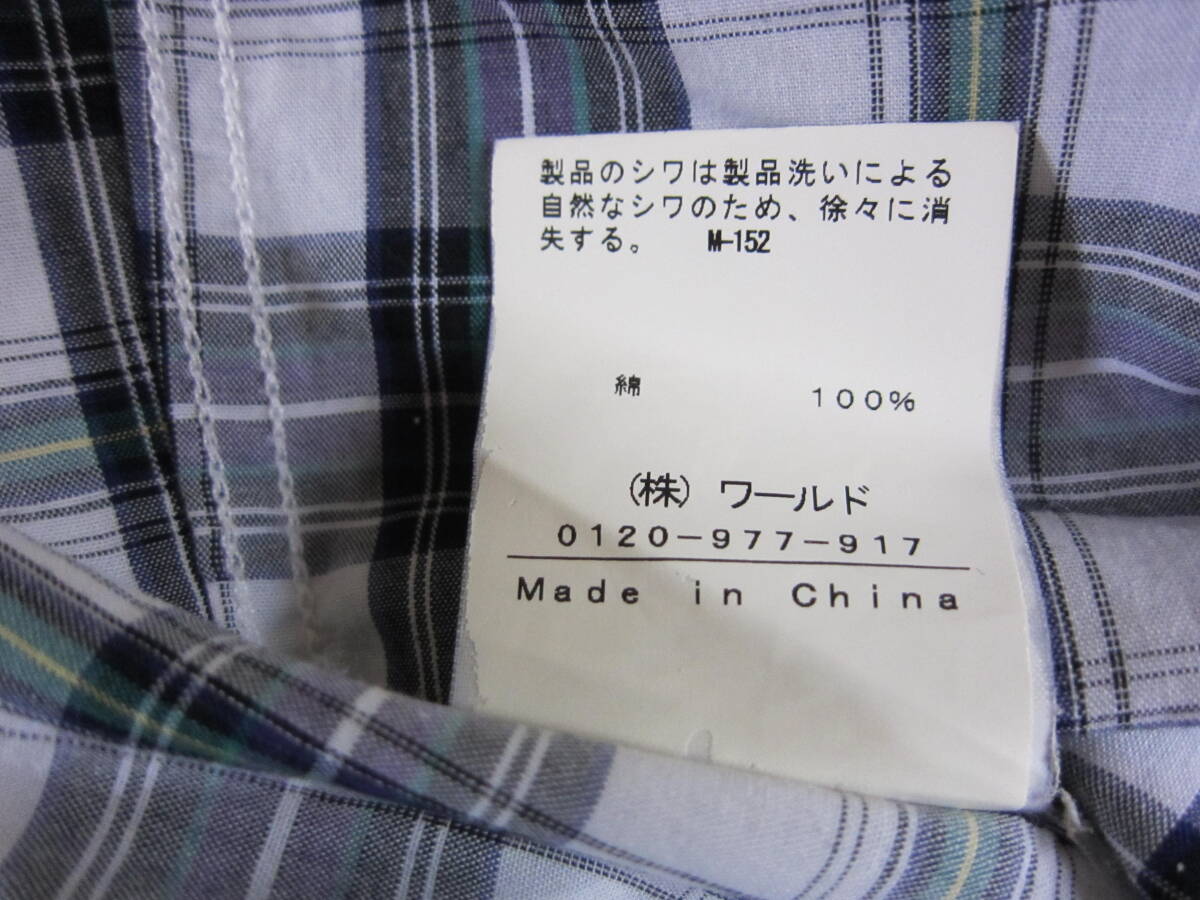 製品のシワは製品洗いによる
自然なシワのため、徐々に消
失する。 M-152
綿 100%
(株) ワールド
0120-977-917
Made in China